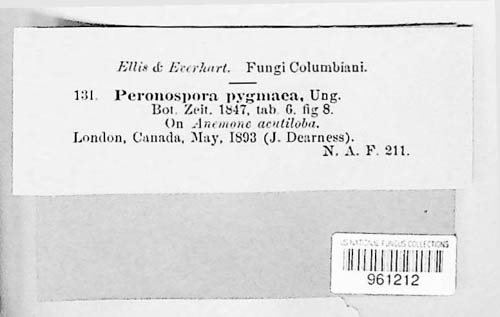 Ellis & Everhart. Fungi Columbiani.
131. Peronospora pygmaea, Ung.
Bot. Zeit. 1847, tab. 6. fig 8.
On Anemone acutiloba.
London, Canada, May, 1893 (J. Dearness).
N. A. F. 211.
US NATIONAL FUNGUS COLLECTIONS
961212